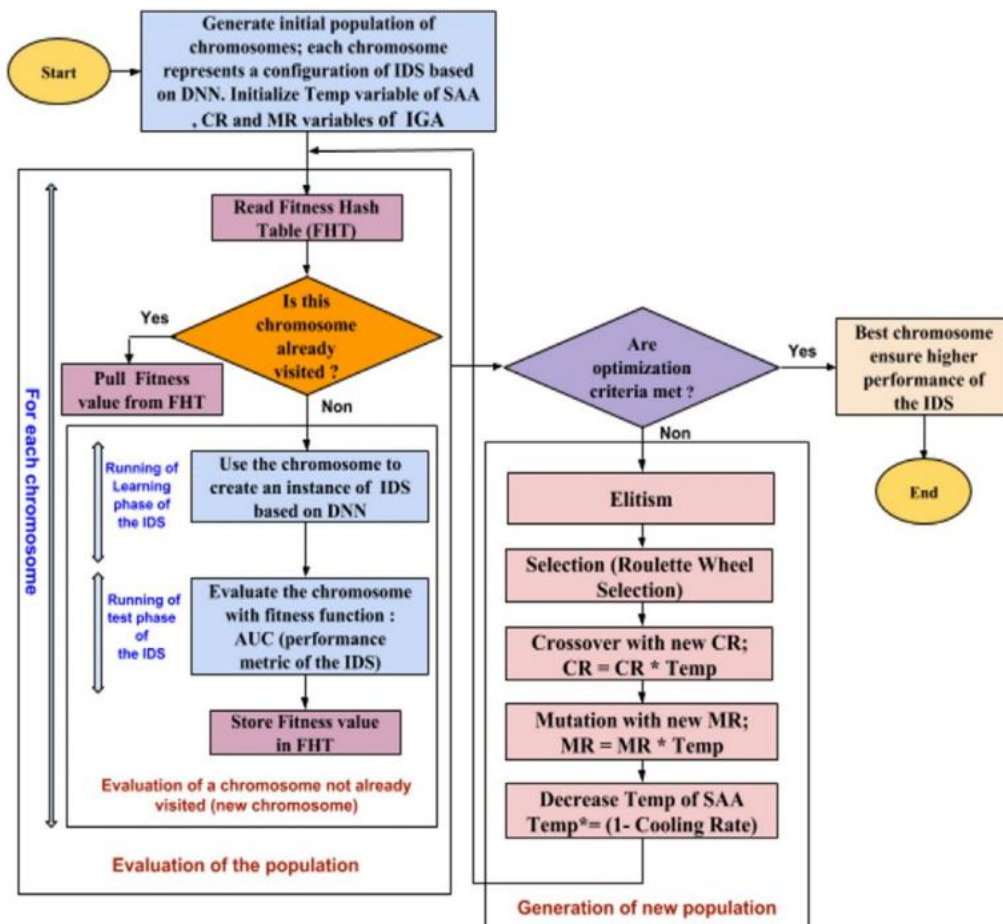 Start
Generate initial population of
chromosomes; each chromosome
represents a configuration of IDS based
on DNN. Initialize Temp variable of SAA
, CR and MR variables of IGA
Read Fitness Hash
Table (FHT)
Is this
chromosome
already
visited ?
Yes
Pull Fitness
value from FHT
Non
For each chromosome
Running of
Learning
phase of
the IDS
Use the chromosome to
create an instance of IDS
based on DNN
Running of
test phase
of
the IDS
Evaluate the chromosome
with fitness function :
AUC (performance
metric of the IDS)
Store Fitness value
in FHT
Evaluation of a chromosome not already
visited (new chromosome)
Evaluation of the population
Are
optimization
criteria met ?
Yes
Best chromosome
ensure higher
performance of
the IDS
End
Non
Elitism
Selection (Roulette Wheel
Selection)
Crossover with new CR;
CR = CR * Temp
Mutation with new MR;
MR = MR * Temp
Decrease Temp of SAA
Temp*= (1- Cooling Rate)
Generation of new population